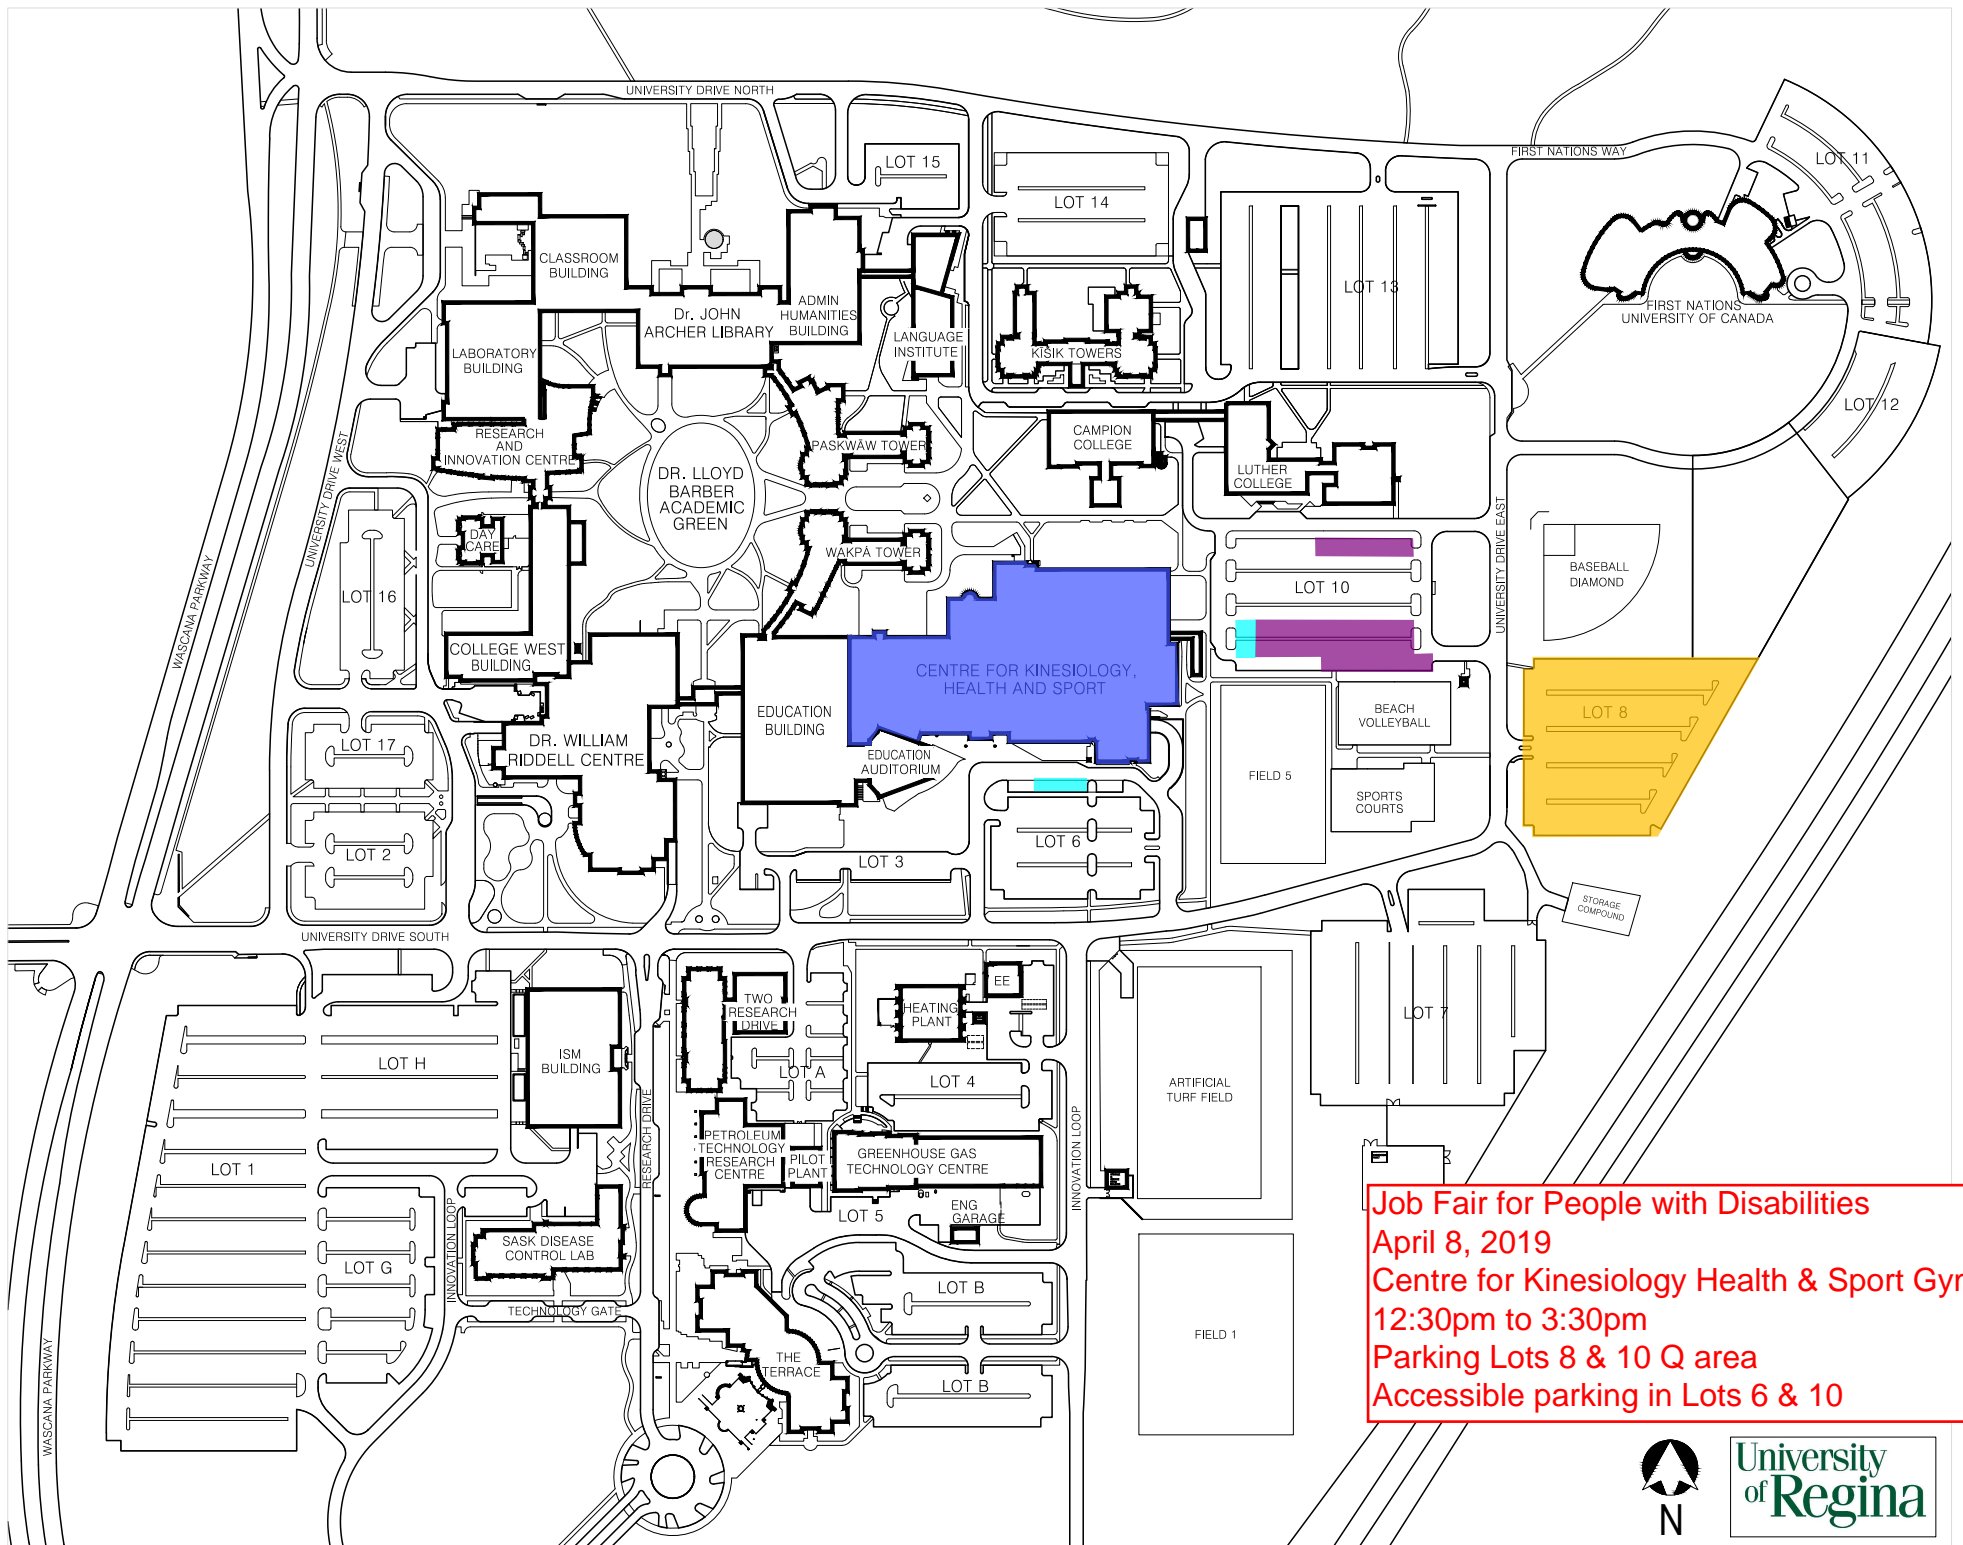 UNIVERSITY DRIVE NORTH
FIRST NATIONS WAY
LOT 11
LOT 15
LOT 14
CLASSROOM
BUILDING
LOT 13
ADMIN
HUMANITIES
BUILDING
Dr. JOHN
ARCHER LIBRARY
FIRST NATIONS
UNIVERSITY OF CANADA
LANGUAGE
INSTITUTE
KĪSIK TOWERS
LABORATORY
BUILDING
LOT 12
CAMPION
COLLEGE
RESEARCH
AND
INNOVATION CENTRE
PASKWĀW TOWER
LUTHER
COLLEGE
DR. LLOYD
BARBER
ACADEMIC
GREEN
UNIVERSITY DRIVE WEST
UNIVERSITY DRIVE EAST
DAY
CARE
WAKPĀ TOWER
BASEBALL
DIAMOND
LOT 10
LOT 16
WASCANA PARKWAY
COLLEGE WEST
BUILDING
CENTRE FOR KINESIOLOGY,
HEALTH AND SPORT
EDUCATION
BUILDING
BEACH
VOLLEYBALL
LOT 8
LOT 17
DR. WILLIAM
RIDDELL CENTRE
EDUCATION
AUDITORIUM
FIELD 5
SPORTS
COURTS
LOT 2
LOT 3
LOT 6
STORAGE
COMPOUND
UNIVERSITY DRIVE SOUTH
EE
TWO
RESEARCH
DRIVE
HEATING
PLANT
LOT 7
LOT H
ISM
BUILDING
LOT A
LOT 4
ARTIFICIAL
TURF FIELD
RESEARCH DRIVE
INNOVATION LOOP
PETROLEUM
TECHNOLOGY
RESEARCH
CENTRE
PILOT
PLANT
GREENHOUSE GAS
TECHNOLOGY CENTRE
LOT 1
LOT 5
ENG
GARAGE
INNOVATION LOOP
SASK DISEASE
CONTROL LAB
LOT G
LOT B
TECHNOLOGY GATE
FIELD 1
THE
TERRACE
LOT B
WASCANA PARKWAY
Job Fair for People with Disabilities
April 8, 2019
Centre for Kinesiology Health & Sport Gy
12:30pm to 3:30pm
Parking Lots 8 & 10 Q area
Accessible parking in Lots 6 & 10
N
University
of Regina